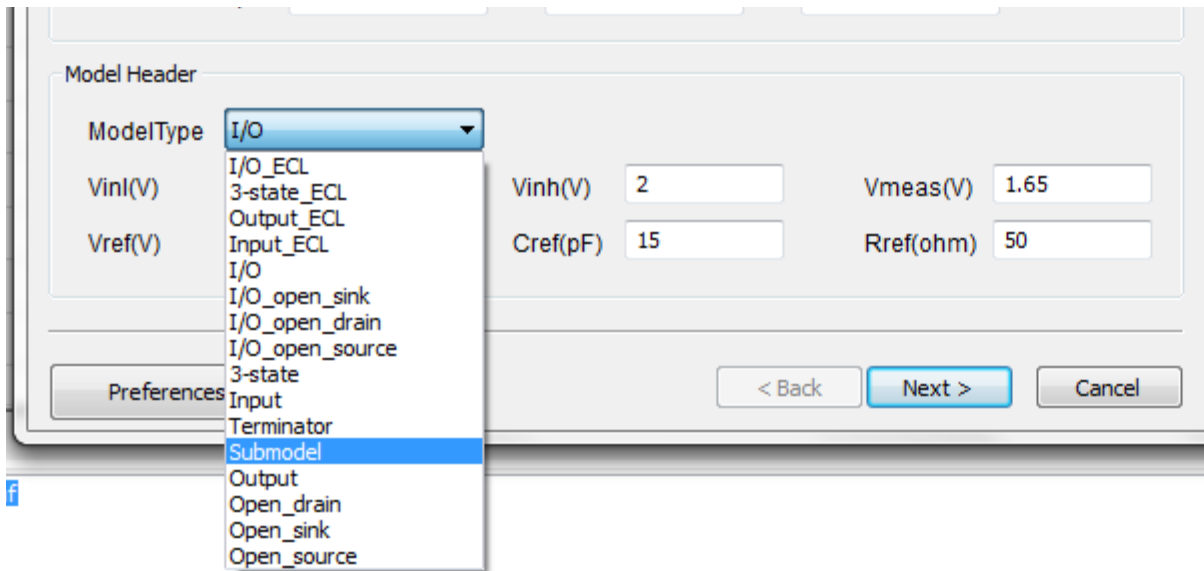 Model Header
ModelType I/O
I/O_ECL
Vinl(V) 3-state_ECL Vinh(V) 2 Vmeas(V) 1.65
Output_ECL
Vref(V) Input_ECL Cref(pF) 15 Rref(ohm) 50
I/O
I/O_open_sink
I/O_open_drain
I/O_open_source
3-state
Preferences Input < Back Next > Cancel
Terminator
Submodel
Output
f
Open_drain
Open_sink
Open_source